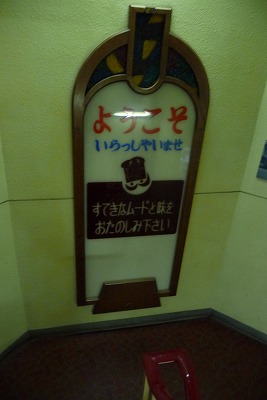 ようこそ
いらっしゃいませ
すてきなムードと味を
おたのしみ下さい